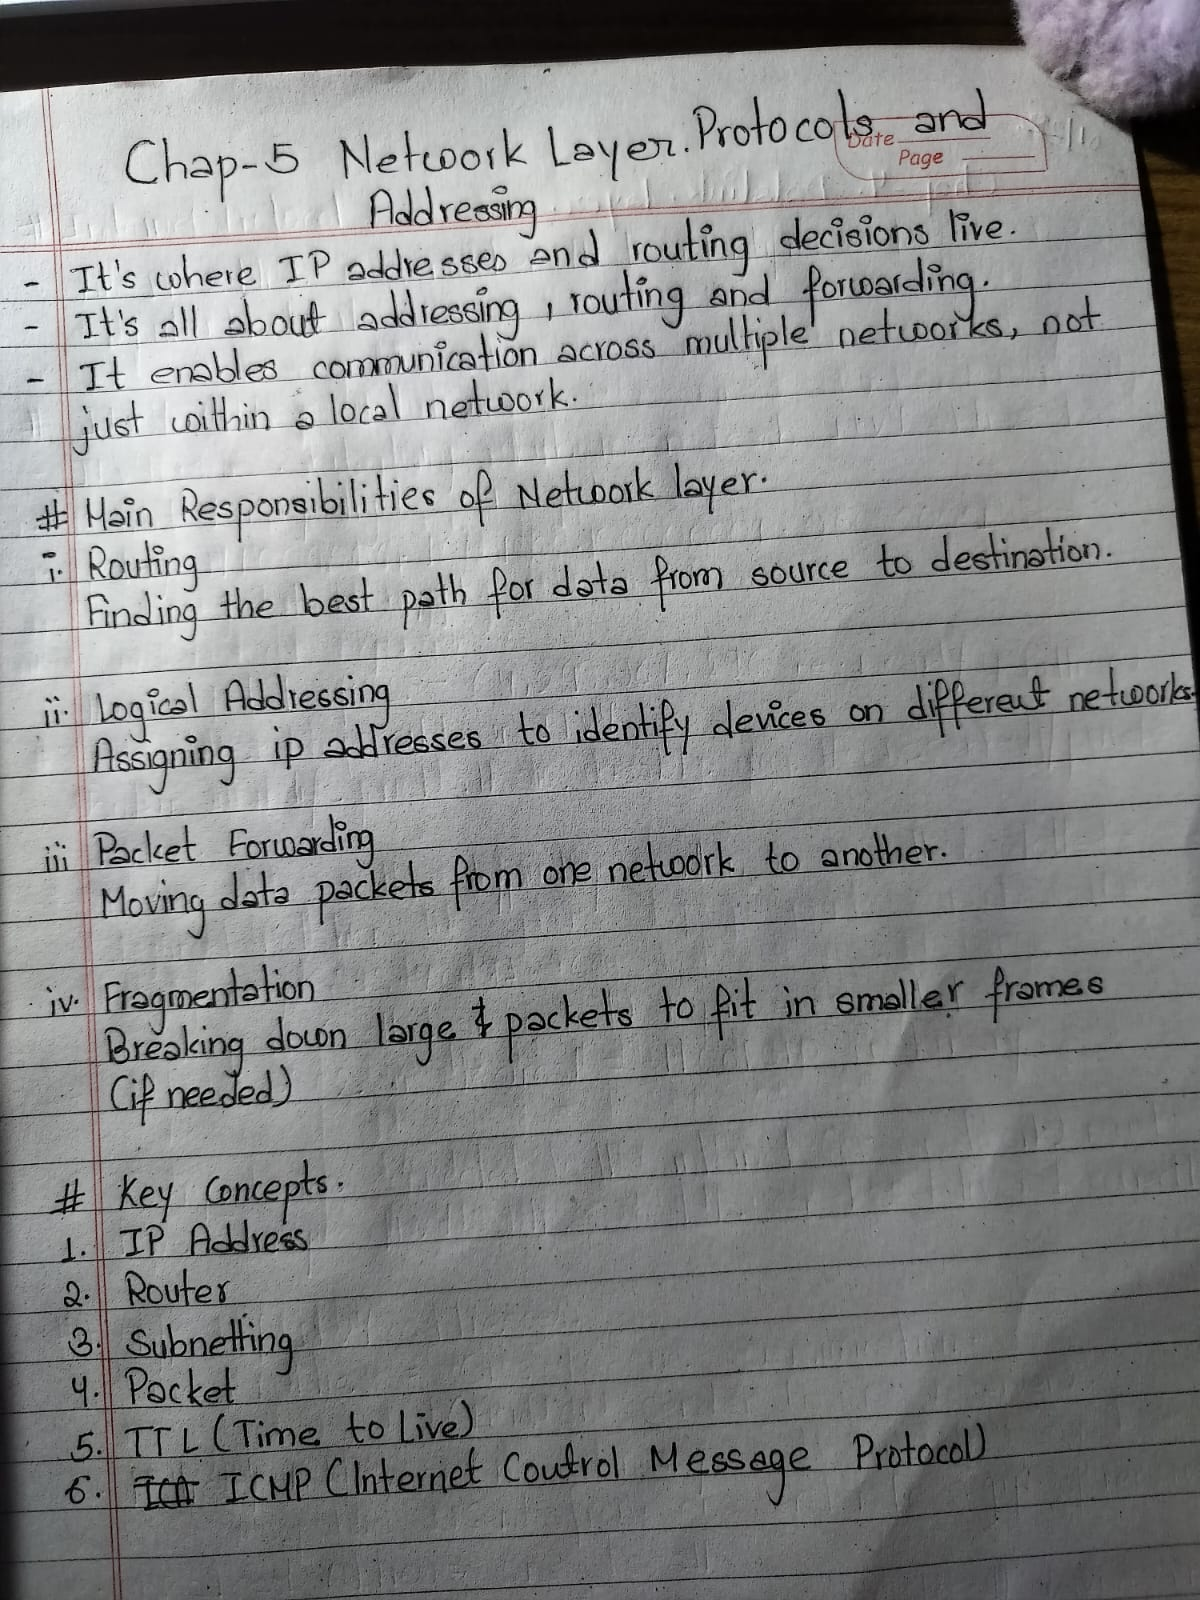 Chap-5 Network Layer. Protocols and
Date
Page
Addressing
- It's where IP addresses and routing decisions live.
- It's all about addressing, routing and forwarding.
- It enables communication across multiple networks, not
just within a local network.
# Main Responsibilities of Network layer.
i. Routing
Finding the best path for data from source to destination.
ii. Logical Addressing
Assigning ip addresses to identify devices on different networks.
iii Packet Forwarding
Moving data packets from one network to another.
iv. Fragmentation
Breaking down large packets to fit in smaller frames
(if needed)
# Key Concepts.
1. IP Address
2. Router
3. Subnetting
4. Packet
5. TTL (Time to Live)
6. ICMP (Internet Control Message Protocol)